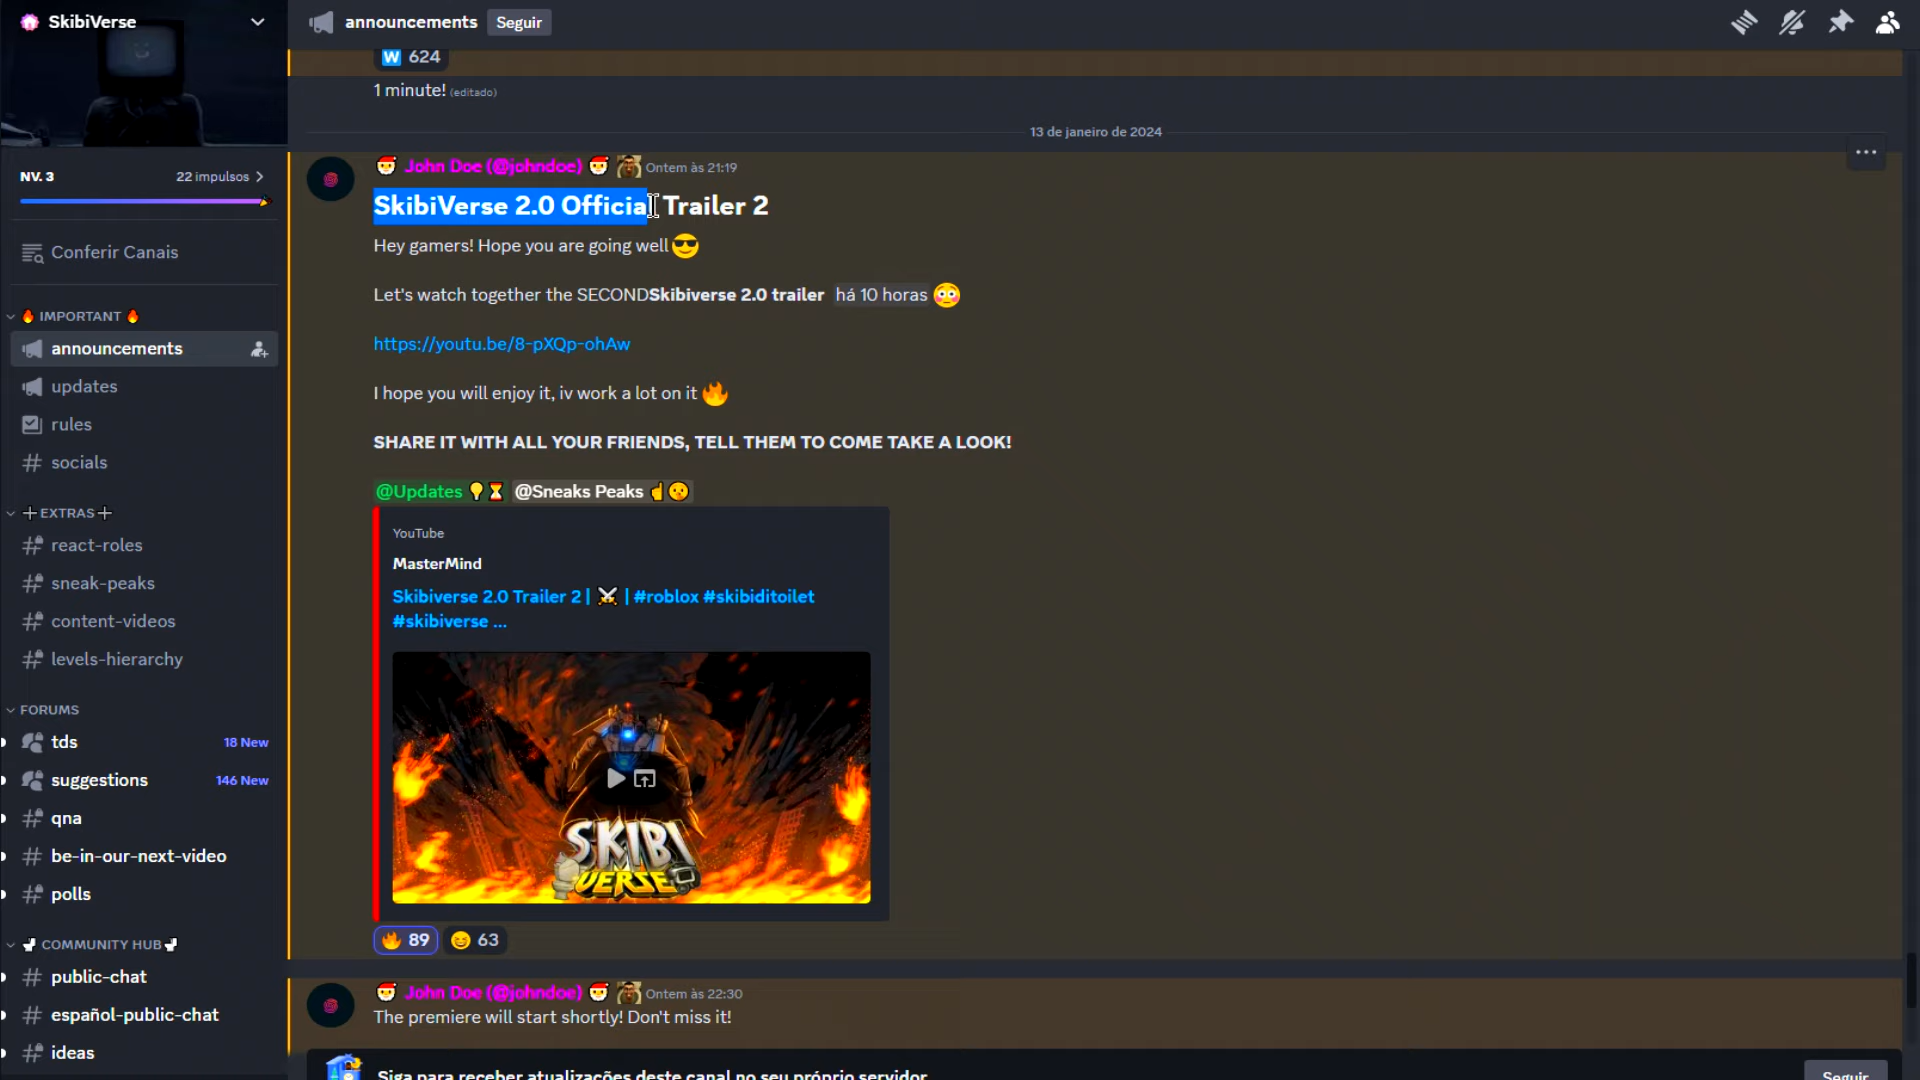 SkibiVerse
NV. 3
22 impulsos
Conferir Canais
IMPORTANT
announcements
updates
rules
socials
EXTRAS
react-roles
sneak-peaks
content-videos
levels-hierarchy
FORUMS
tds
18 New
suggestions
146 New
qna
be-in-our-next-video
polls
COMMUNITY HUB
public-chat
español-public-chat
ideas
announcements
Seguir
W 624
1 minute! (editado)
13 de janeiro de 2024
John Doe (@johndoe)
Ontem às 21:19
SkibiVerse 2.0 Official Trailer 2
Hey gamers! Hope you are going well 😎
Let's watch together the SECONDSkibiverse 2.0 trailer há 10 horas 😳
https://youtu.be/8-pXQp-ohAw
I hope you will enjoy it, iv work a lot on it 🔥
SHARE IT WITH ALL YOUR FRIENDS, TELL THEM TO COME TAKE A LOOK!
@Updates 💡⏳ @Sneaks Peaks ☝️🤫
YouTube
MasterMind
Skibiverse 2.0 Trailer 2 | ⚔️ | #roblox #skibiditoilet
#skibiverse ...
SKIBI
VERSE
🔥 89
😆 63
John Doe (@johndoe)
Ontem às 22:30
The premiere will start shortly! Don't miss it!
Siga para receber atualizações deste canal no seu próprio servidor.
Seguir